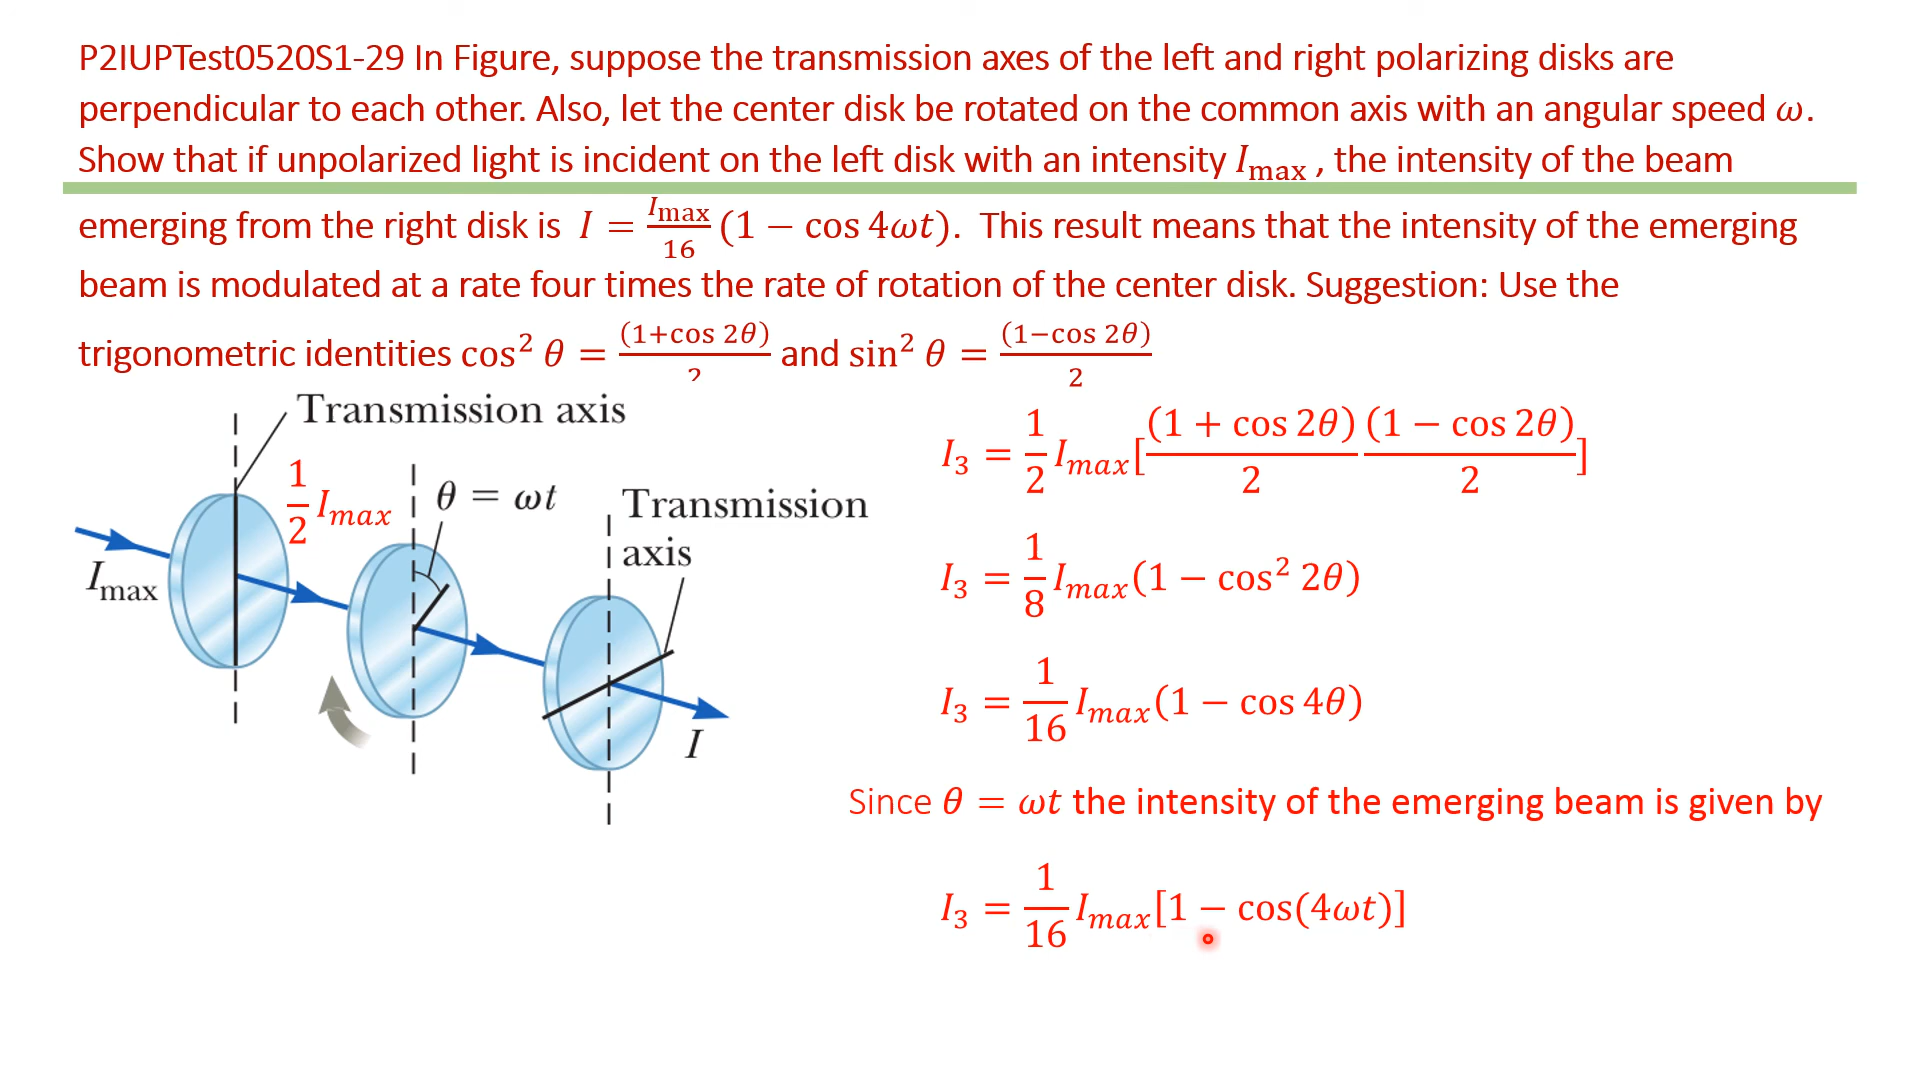 P2IUPTest0520S1-29 In Figure, suppose the transmission axes of the left and right polarizing disks are
perpendicular to each other. Also, let the center disk be rotated on the common axis with an angular speed ω.
Show that if unpolarized light is incident on the left disk with an intensity I_max , the intensity of the beam
emerging from the right disk is I = I_max/16 (1 − cos 4ωt). This result means that the intensity of the emerging
beam is modulated at a rate four times the rate of rotation of the center disk. Suggestion: Use the
trigonometric identities cos² θ = (1+cos 2θ)/2 and sin² θ = (1−cos 2θ)/2
Transmission axis
1/2 I_max
θ = ωt
Transmission
axis
I_max
I
I_3 = 1/2 I_max[(1 + cos 2θ)/2 (1 − cos 2θ)/2]
I_3 = 1/8 I_max(1 − cos² 2θ)
I_3 = 1/16 I_max(1 − cos 4θ)
Since θ = ωt the intensity of the emerging beam is given by
I_3 = 1/16 I_max[1 − cos(4ωt)]